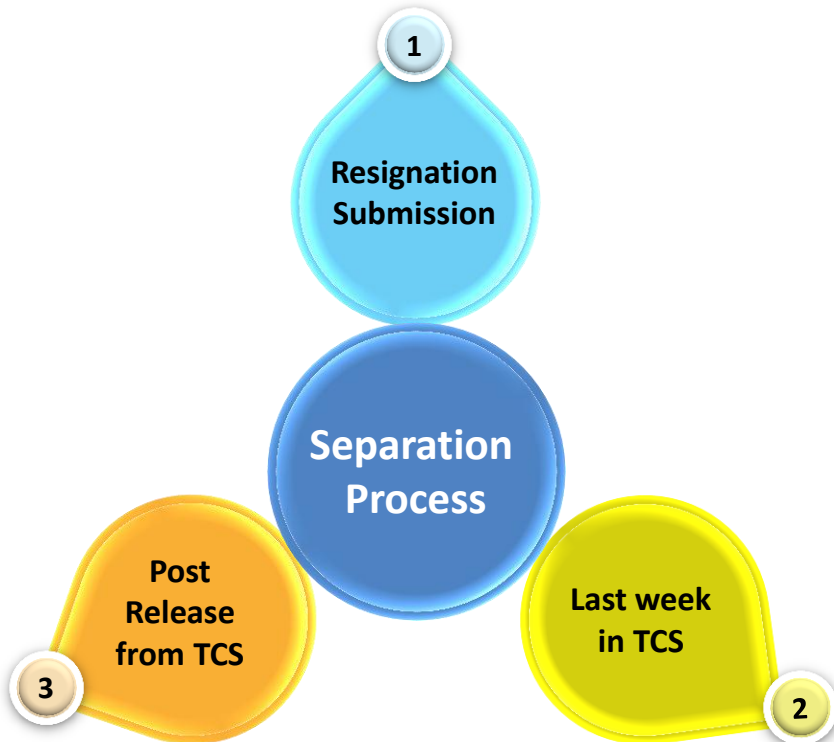 1
Resignation
Submission
Separation
Process
Last week
in TCS
2
Post
Release
from TCS
3